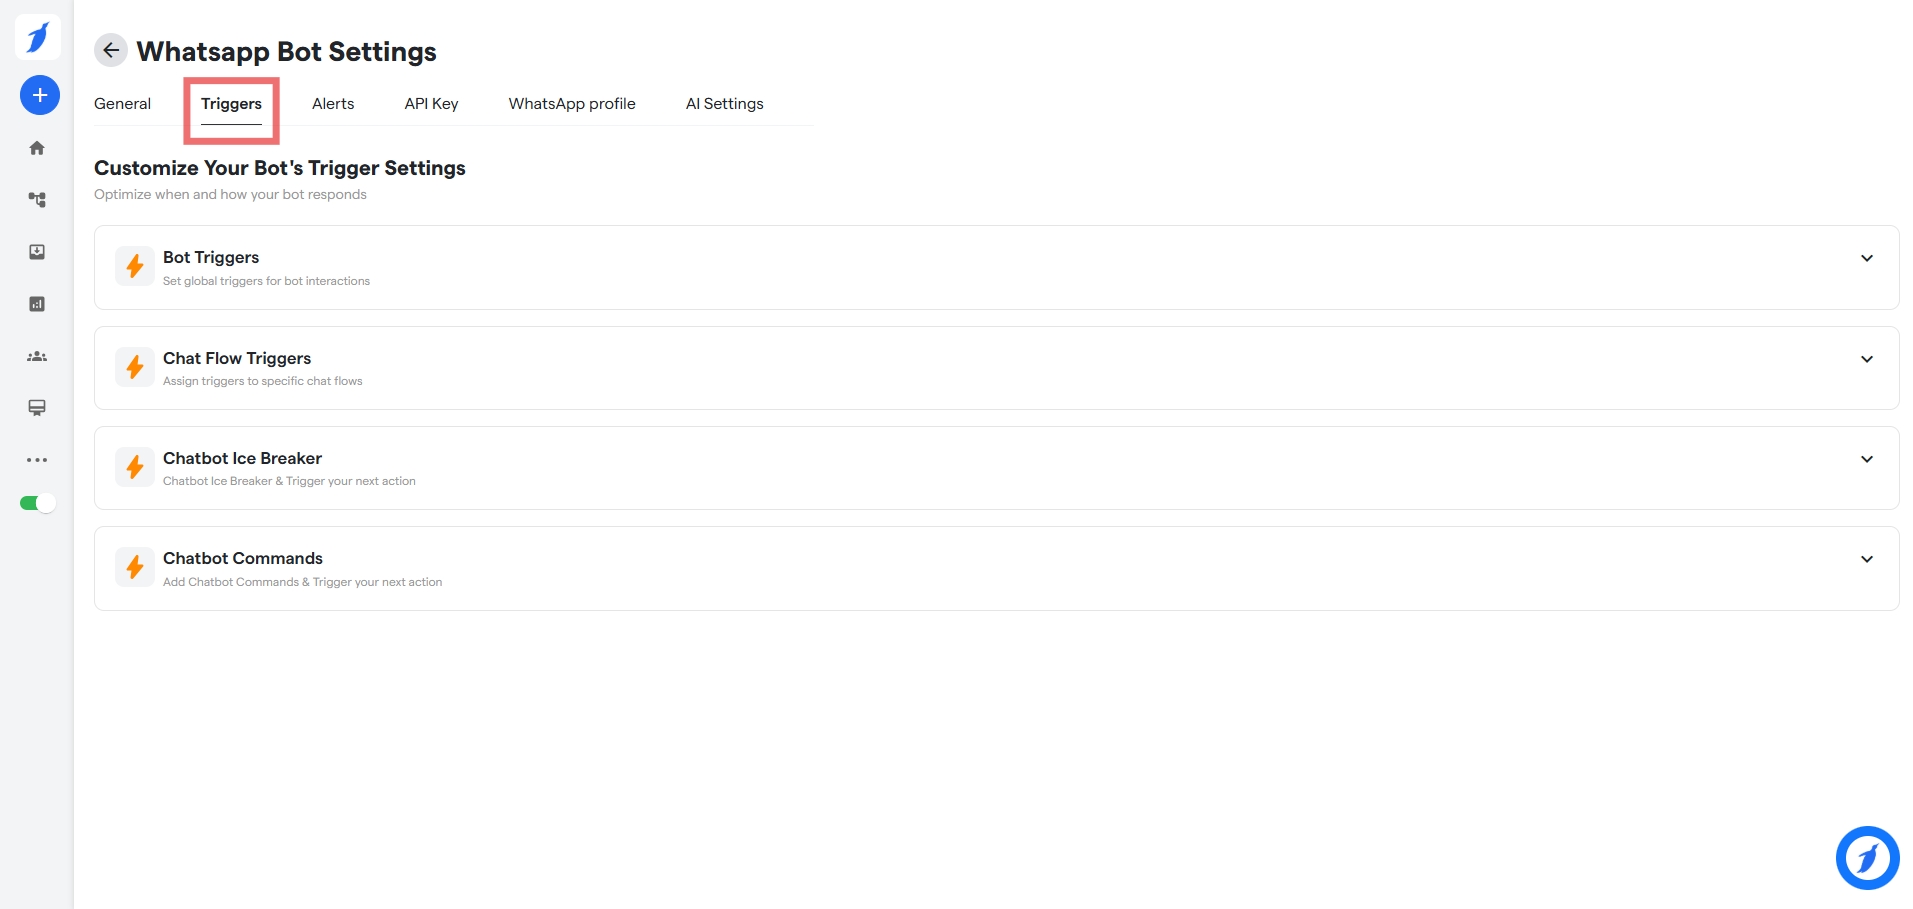 Whatsapp Bot Settings
General
Triggers
Alerts
API Key
WhatsApp profile
AI Settings
Customize Your Bot's Trigger Settings
Optimize when and how your bot responds
Bot Triggers
Set global triggers for bot interactions
Chat Flow Triggers
Assign triggers to specific chat flows
Chatbot Ice Breaker
Chatbot Ice Breaker & Trigger your next action
Chatbot Commands
Add Chatbot Commands & Trigger your next action